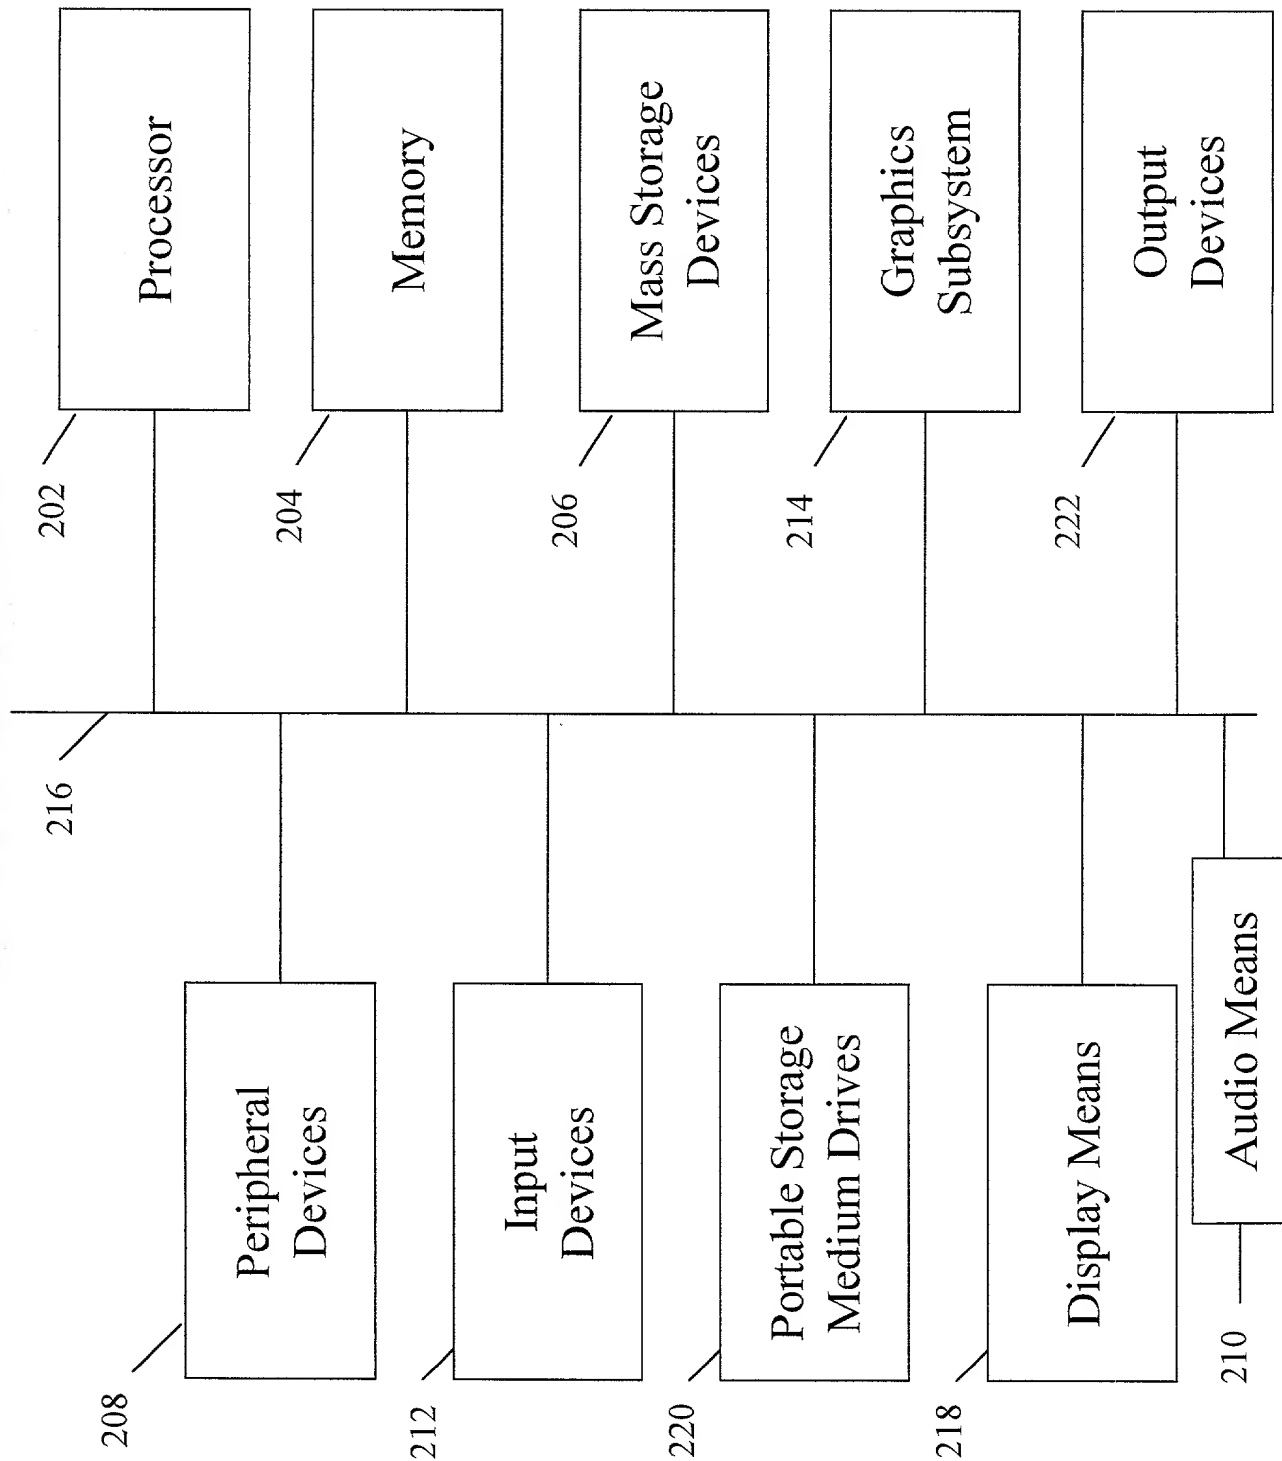 208
Peripheral
Devices
212
Input
Devices
220
Portable Storage
Medium Drives
218
Display Means
210
Audio Means
216
202
Processor
204
Memory
206
Mass Storage
Devices
214
Graphics
Subsystem
222
Output
Devices